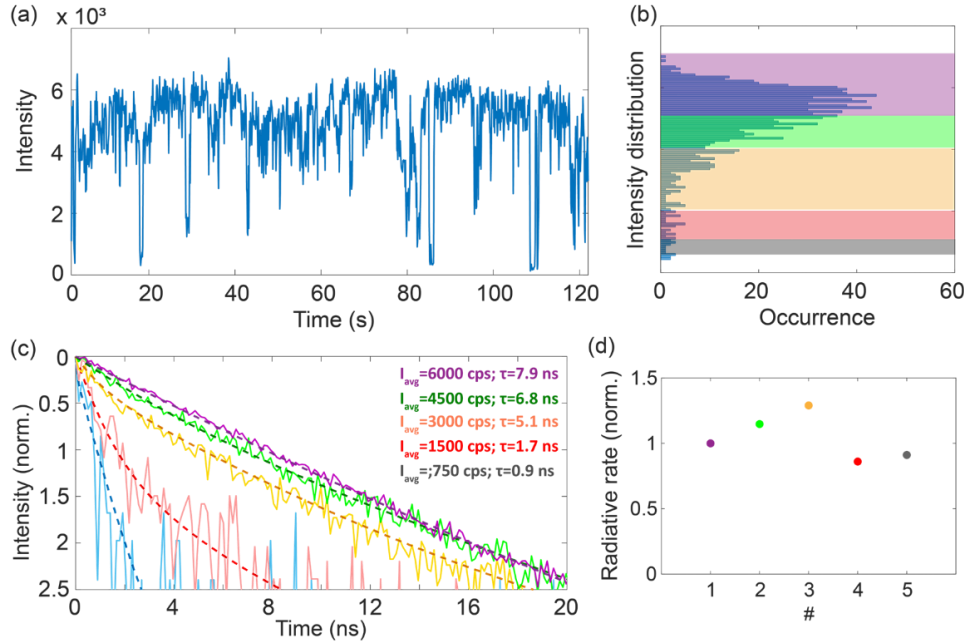 (a)
x 10³
6
4
2
0
Intensity
0
20
40
60
80
100
120
Time (s)
(b)
Intensity distribution
0
20
40
60
Occurrence
(c)
0
0.5
1
1.5
2
2.5
Intensity (norm.)
0
4
8
12
16
20
Time (ns)
Iavg=6000 cps; τ=7.9 ns
Iavg=4500 cps; τ=6.8 ns
Iavg=3000 cps; τ=5.1 ns
Iavg=1500 cps; τ=1.7 ns
Iavg=;750 cps; τ=0.9 ns
(d)
1.5
1
0.5
0
Radiative rate (norm.)
1
2
3
4
5
#